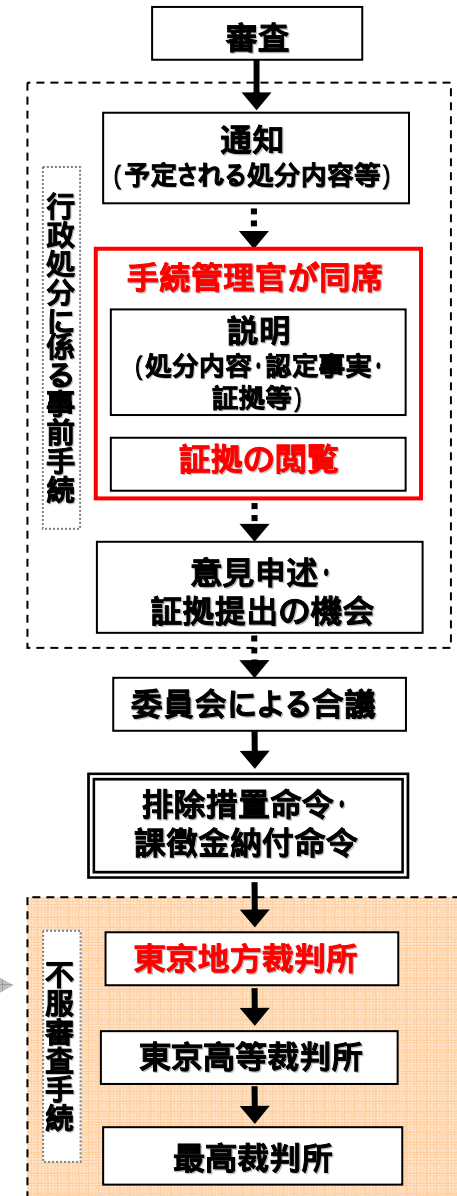 審査
行政処分に係る事前手続
通知
(予定される処分内容等)
手続管理官が同席
説明
(処分内容・認定事実・
証拠等)
証拠の閲覧
意見申述・
証拠提出の機会
委員会による合議
排除措置命令・
課徴金納付命令
不服審査手続
東京地方裁判所
東京高等裁判所
最高裁判所